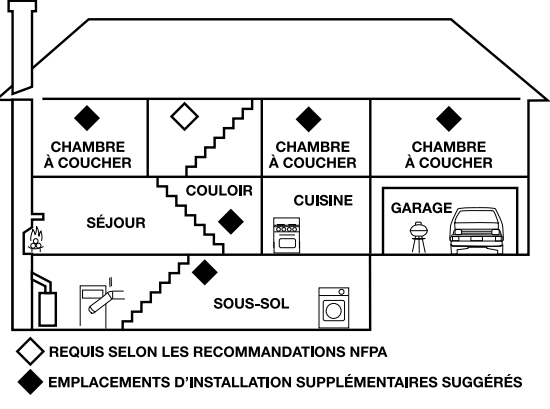 CHAMBRE
À COUCHER
CHAMBRE
À COUCHER
CHAMBRE
À COUCHER
COULOIR
SÉJOUR
CUISINE
GARAGE
SOUS-SOL
REQUIS SELON LES RECOMMANDATIONS NFPA
EMPLACEMENTS D'INSTALLATION SUPPLÉMENTAIRES SUGGÉRÉS